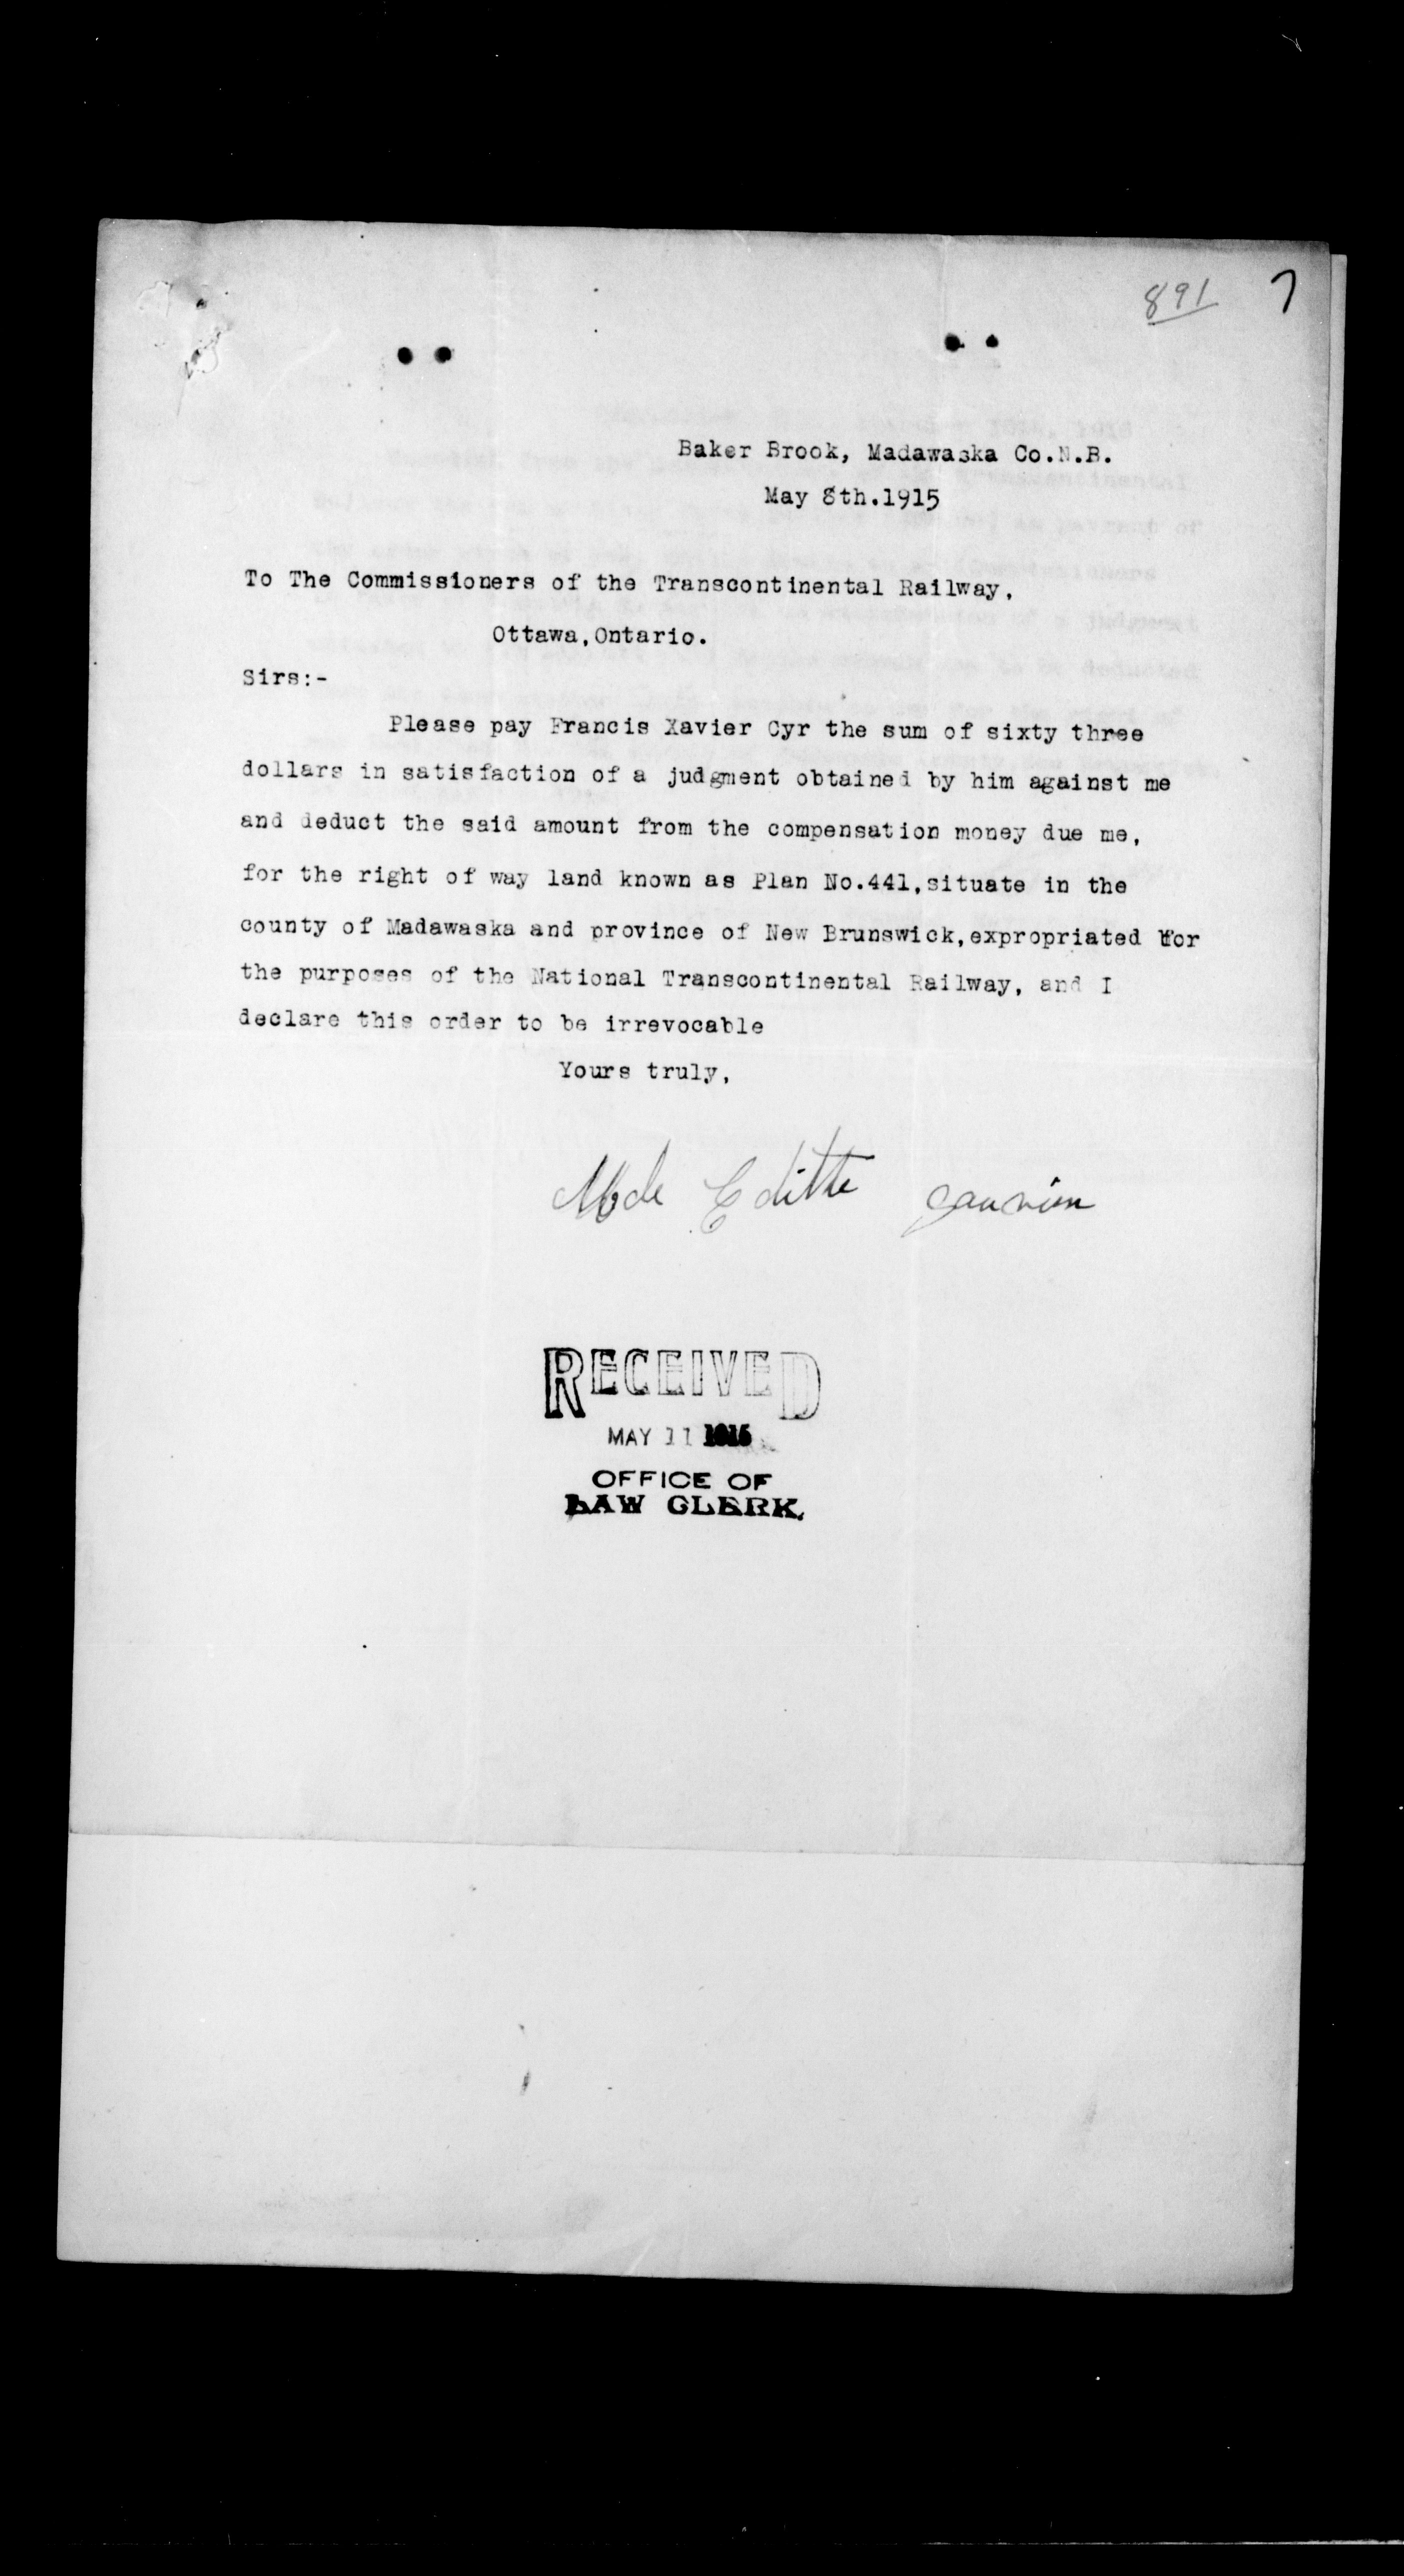 891 7
Baker Brook, Madawaska Co.N.B.
May 8th.1915
To The Commissioners of the Transcontinental Railway,
Ottawa,Ontario.
Sirs:-
Please pay Francis Xavier Cyr the sum of sixty three
dollars in satisfaction of a judgment obtained by him against me
and deduct the said amount from the compensation money due me,
for the right of way land known as Plan No.441,situate in the
county of Madawaska and province of New Brunswick,expropriated for
the purposes of the National Transcontinental Railway, and I
declare this order to be irrevocable
Yours truly,
Mde Editte
RECEIVED
MAY 11 1915
OFFICE OF
LAW CLERK.